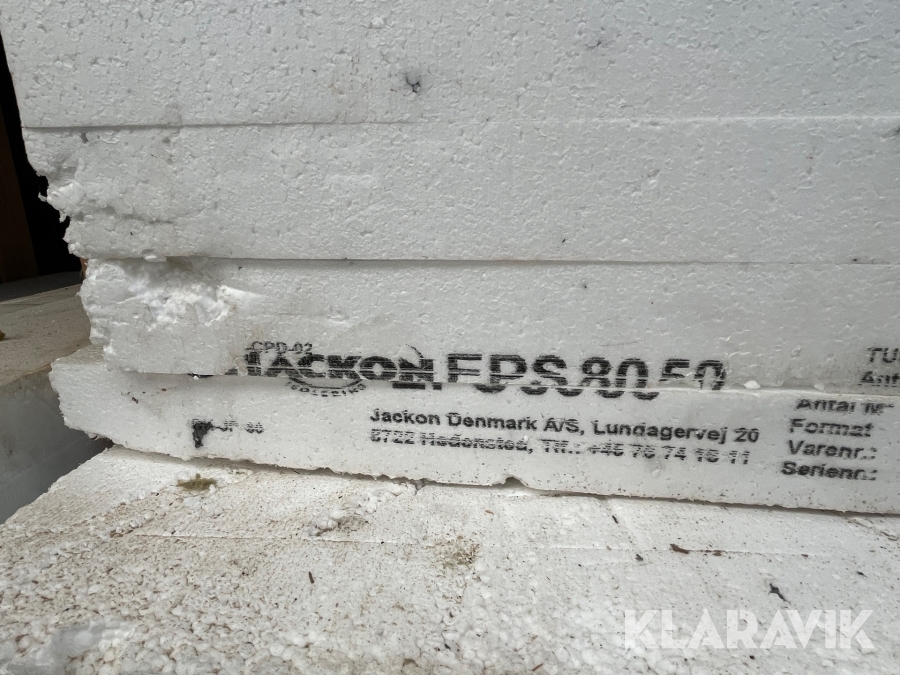 CPD-02
JACKON EPS 80 50
ISOLERING
Jackon Denmark A/S, Lundagervej 20
8722 Hedensted, Tlf.: +45 76 74 16 11
Antal M²
Format
Varenr.:
Serienr.:
KLARAVIK